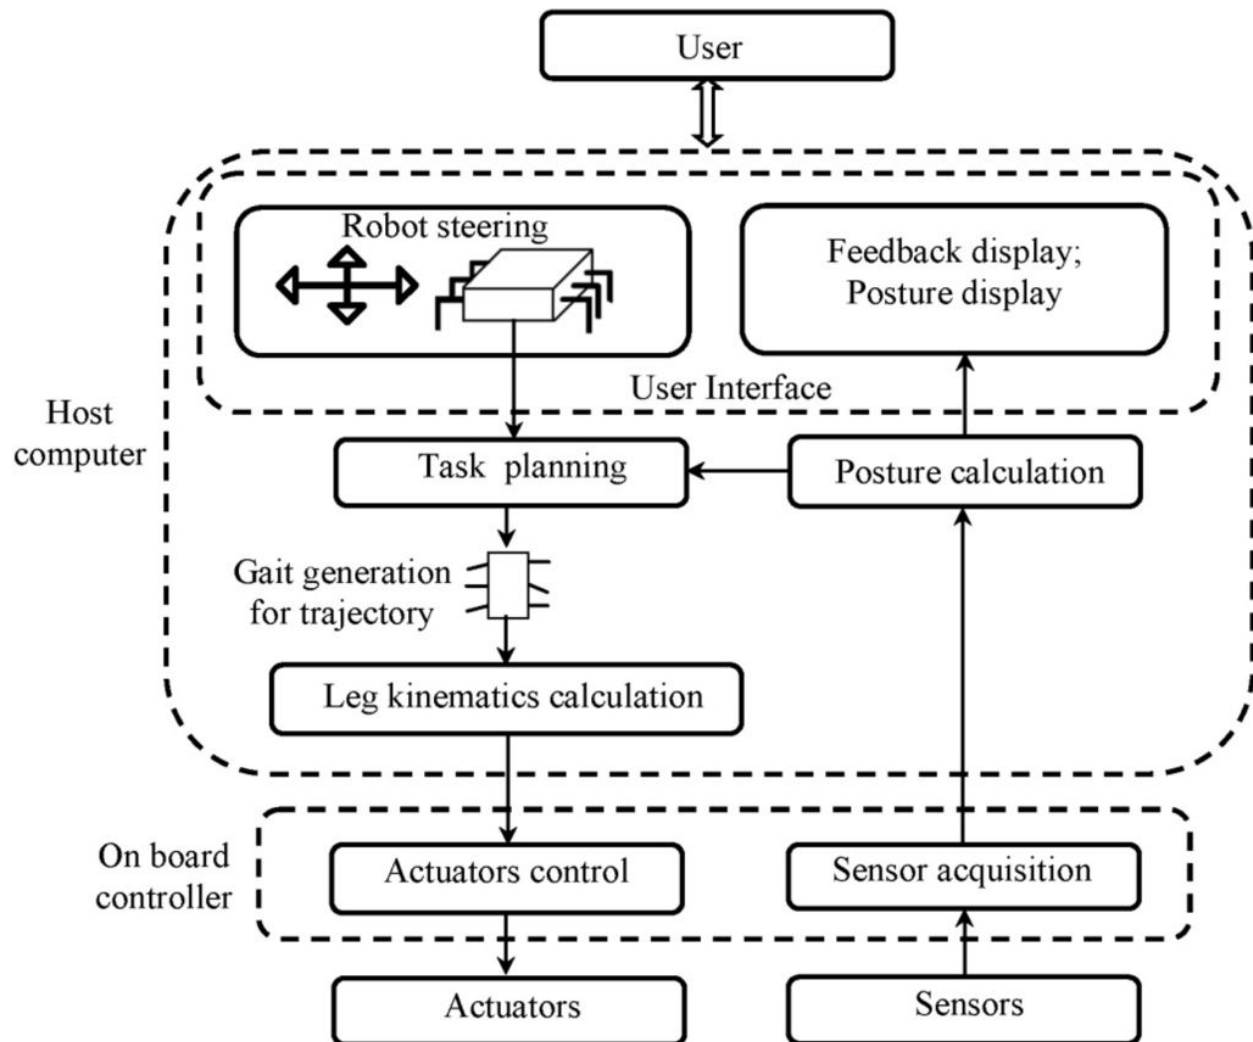 User
Robot steering
Feedback display;
Posture display
User Interface
Host
computer
Task planning
Posture calculation
Gait generation
for trajectory
Leg kinematics calculation
On board
controller
Actuators control
Sensor acquisition
Actuators
Sensors